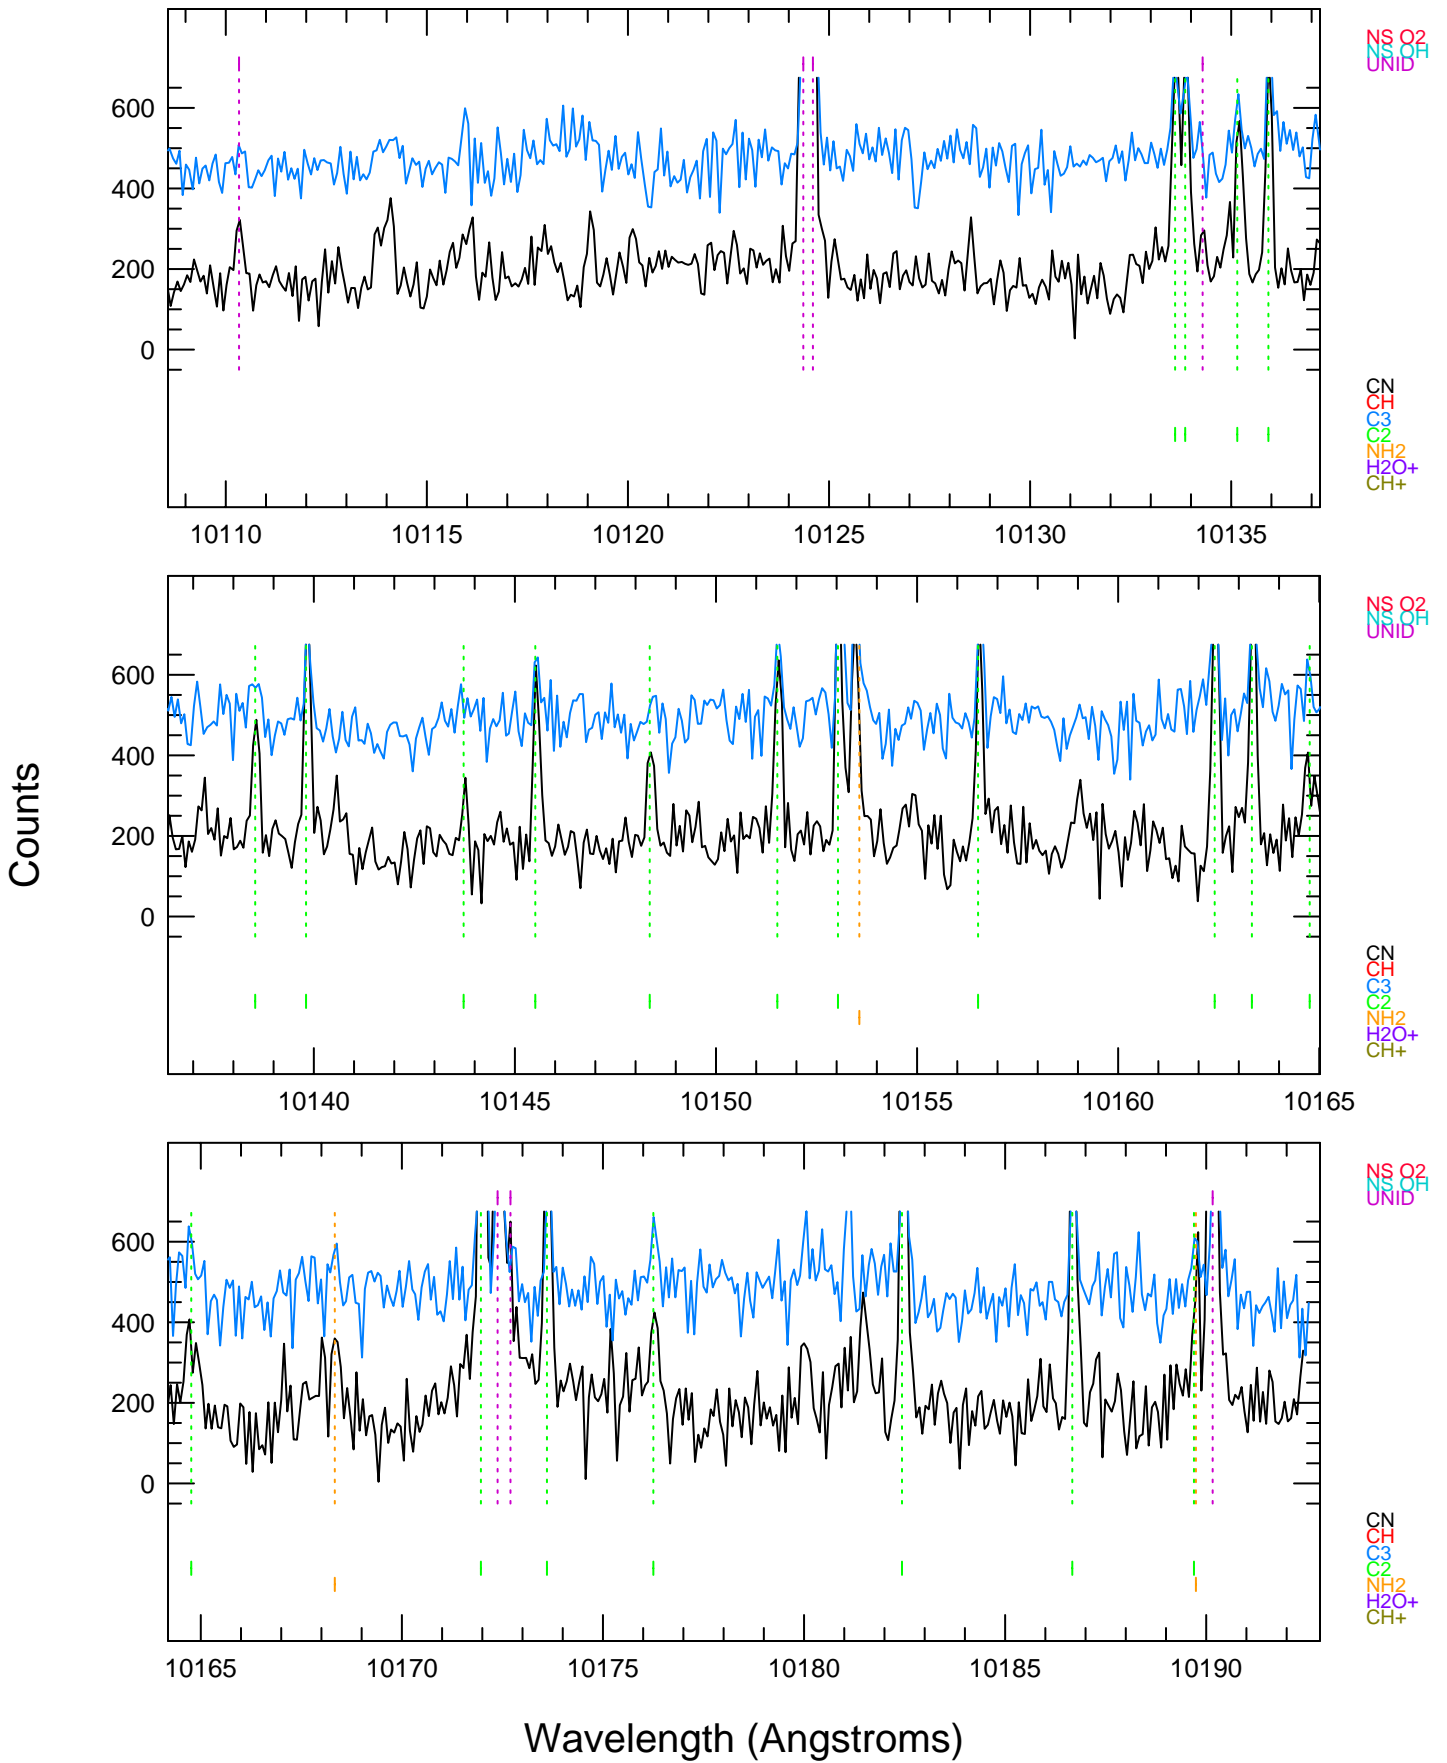 NS O2
NS OH
UNID
600
400
200
0
CN
CH
C3
C2
NH2
H2O+
CH+
10110 10115 10120 10125 10130 10135
NS O2
NS OH
UNID
600
400
200
0
CN
CH
C3
C2
NH2
H2O+
CH+
10140 10145 10150 10155 10160 10165
Counts
NS O2
NS OH
UNID
600
400
200
0
CN
CH
C3
C2
NH2
H2O+
CH+
10165 10170 10175 10180 10185 10190
Wavelength (Angstroms)